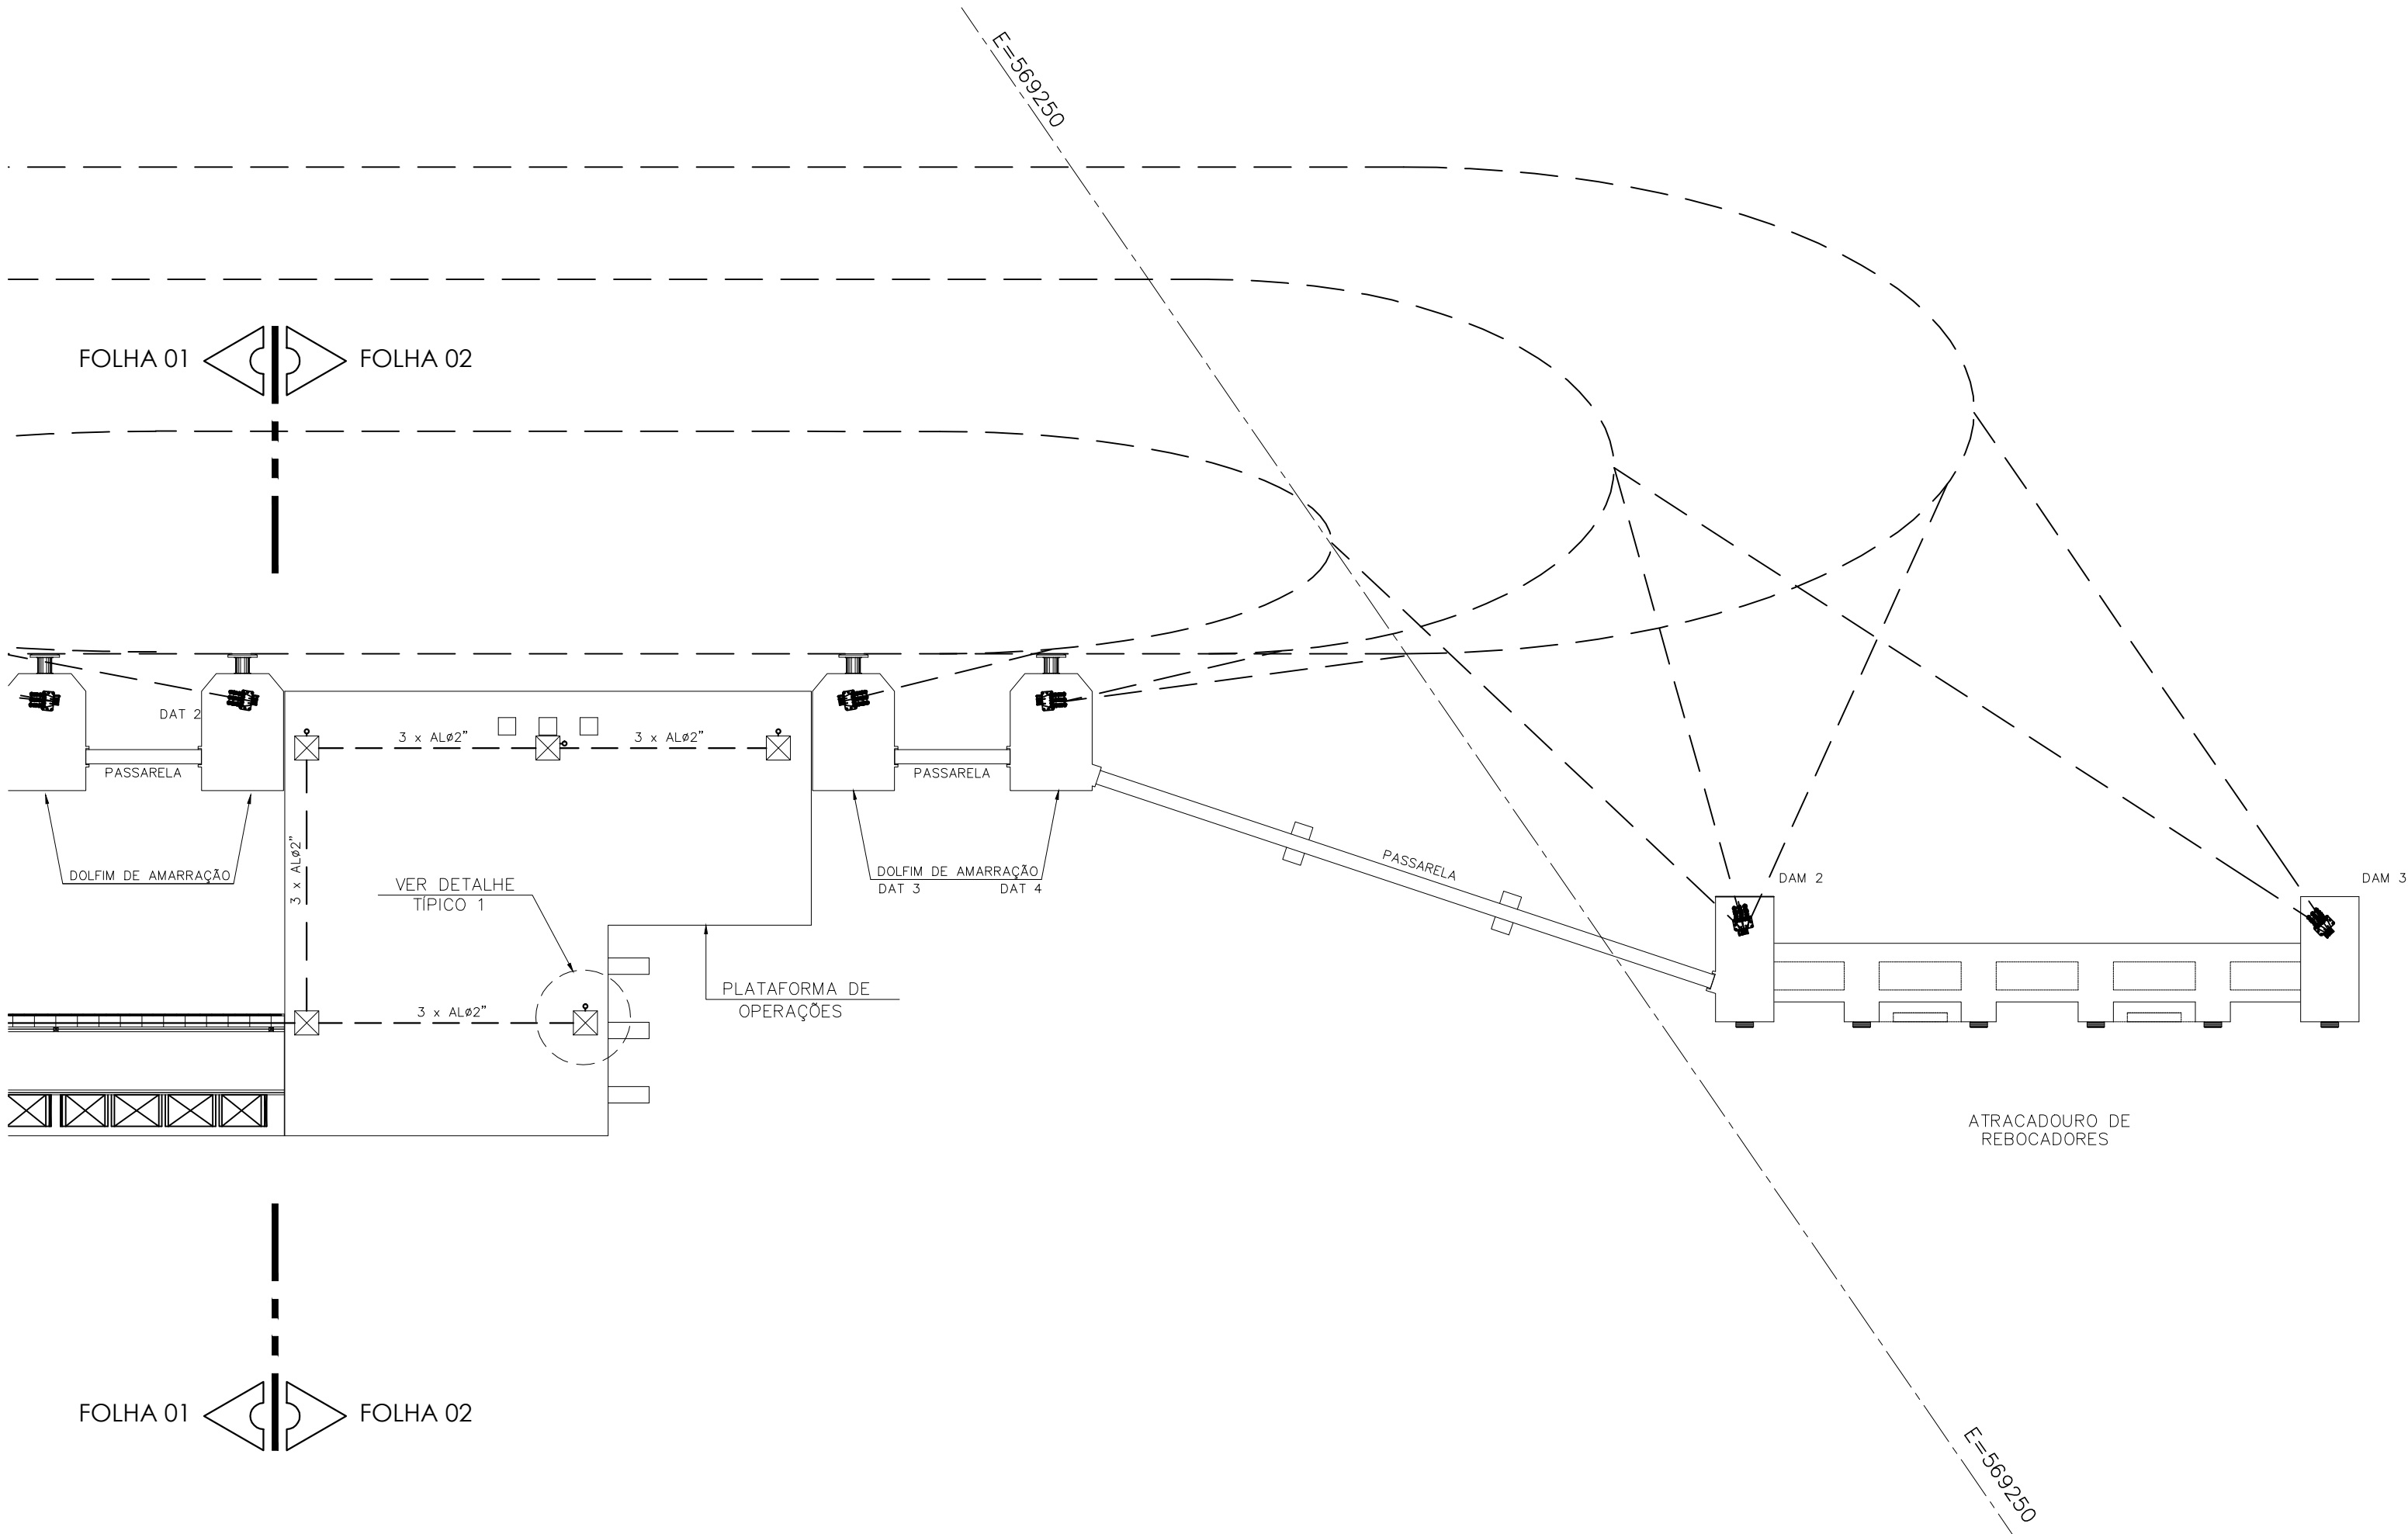 E=569250
FOLHA 01
FOLHA 02
DAT 2
3 x ALø2"
3 x ALø2"
PASSARELA
PASSARELA
3 x ALø2"
PASSARELA
DOLFIM DE AMARRAÇÃO
DOLFIM DE AMARRAÇÃO
DAT 3
DAT 4
DAM 2
DAM 3
VER DETALHE
TÍPICO 1
PLATAFORMA DE
OPERAÇÕES
3 x ALø2"
ATRACADOURO DE
REBOCADORES
FOLHA 01
FOLHA 02
E=569250